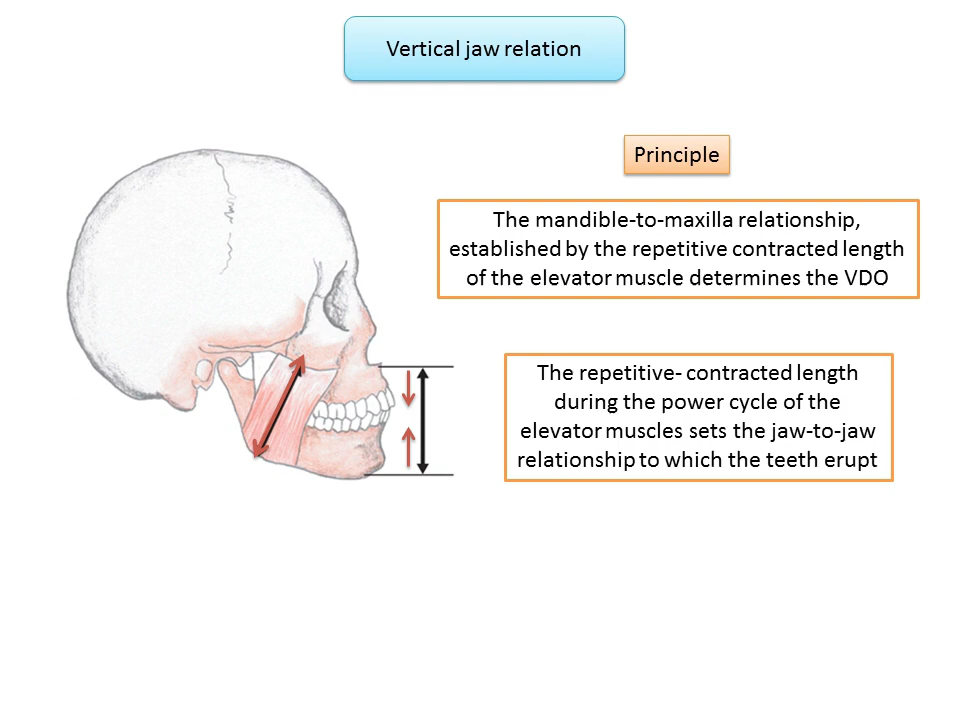 Vertical jaw relation
Principle
The mandible-to-maxilla relationship,
established by the repetitive contracted length
of the elevator muscle determines the VDO
The repetitive- contracted length
during the power cycle of the
elevator muscles sets the jaw-to-jaw
relationship to which the teeth erupt